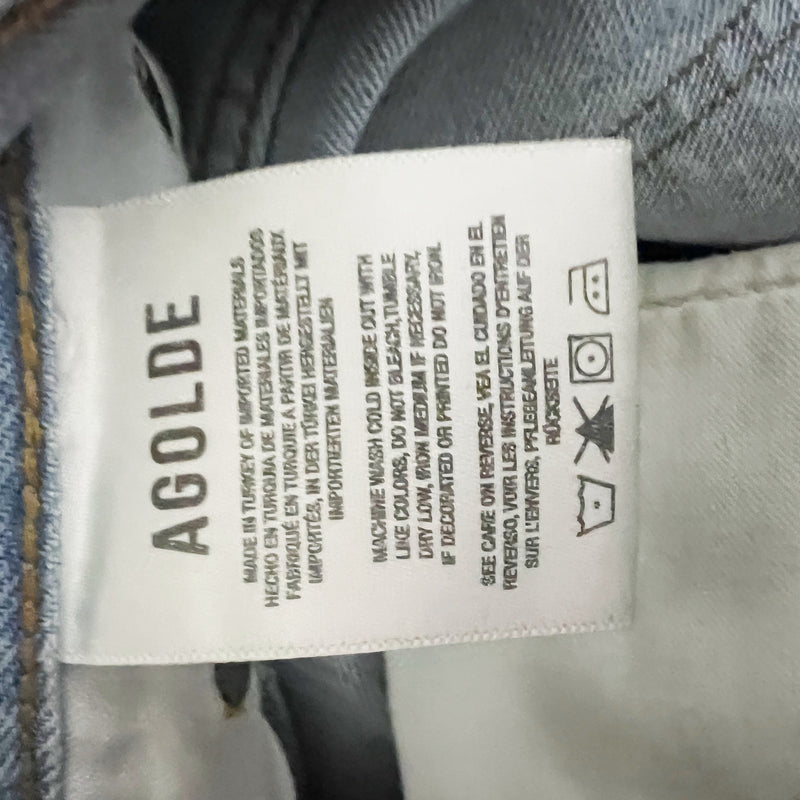 AGOLDE
MADE IN TURKEY OF IMPORTED MATERIALS
HECHO EN TURQUIA DE MATERIALES IMPORTADOS
FABRIQUÉ EN TURQUITE A PARTIR DE MATÉRIAUX
IMPORTÉS, IN DER TÜRKEI HERGESTELLT MIT
IMPORTIERTEN MATERIALIEN
MACHINE WASH COLD INSIDE OUT WITH
LIKE COLORS, DO NOT BLEACH, TUMBLE
DRY LOW, IRON MEDIUM IF NECESSARY,
IF DECORATED OR PRINTED DO NOT IRON.
SEE CARE ON REVERSE, VEA EL CUIDADO EN EL
REVERSO, VOIR LES INSTRUCTIONS D'ENTRETIEN
SUR L'ENVERS, PFLEGEANLEITUNG AUF DER
RÜCKSEITE